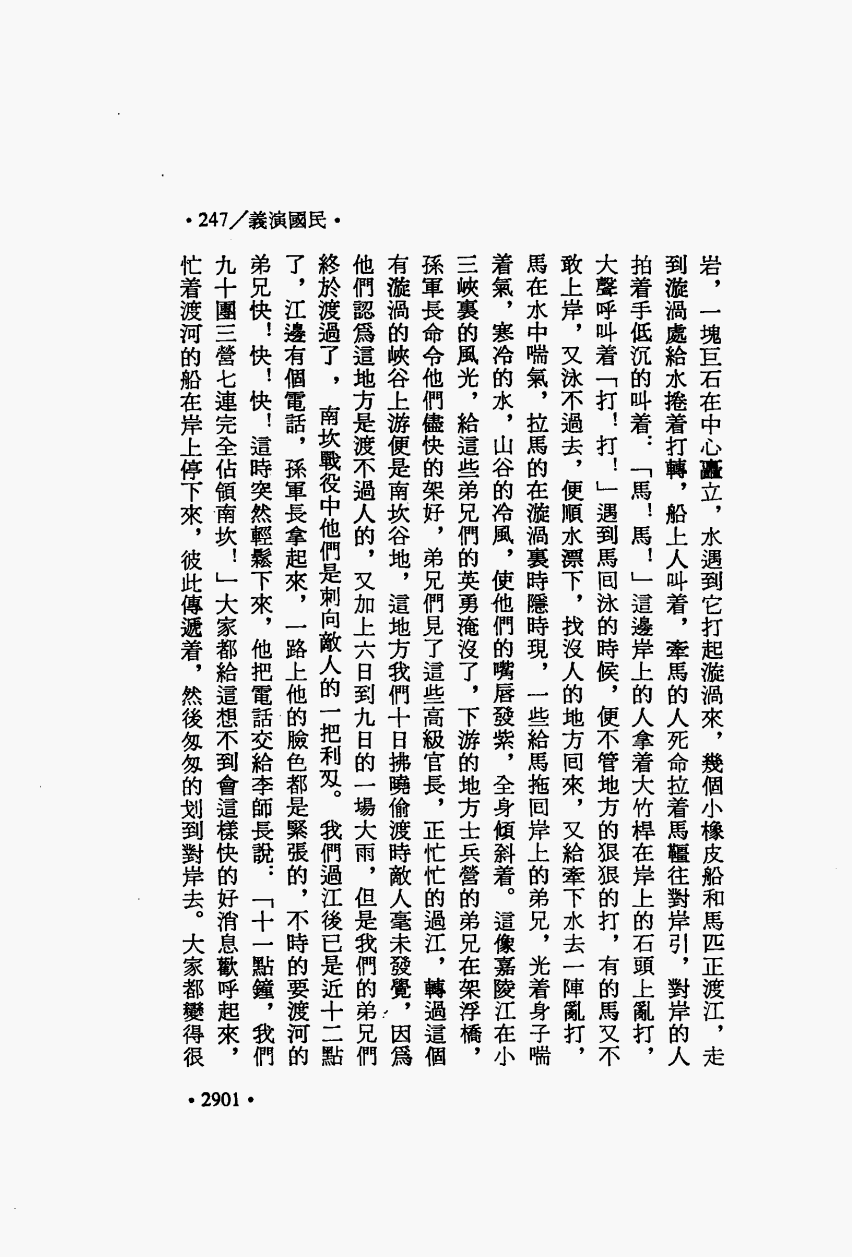 •247/義演國民•
岩，一塊巨石在中心矗立，水遇到它打起漩渦來，幾個小橡皮船和馬匹正渡江，走
到漩渦處給水捲着打轉，船上人叫着，牽馬的人死命拉着馬韁往對岸引，對岸的人
拍着手低沉的叫着：「馬！馬！」這邊岸上的人拿着大竹桿在岸上的石頭上亂打，
大聲呼叫着「打！打！」遇到馬回泳的時候，便不管地方的狠狠的打，有的馬又不
敢上岸，又泳不過去，便順水漂下，找沒人的地方回來，又給牽下水去一陣亂打，
馬在水中喘氣，拉馬的在漩渦裏時隱時現，一些給馬拖回岸上的弟兄，光着身子喘
着氣，寒冷的水，山谷的冷風，使他們的嘴唇發紫，全身傾斜着。這像嘉陵江在小
三峽裏的風光，給這些弟兄們的英勇淹沒了，下游的地方士兵營的弟兄在架浮橋，
孫軍長命令他們儘快的架好，弟兄們見了這些高級官長，正忙忙的過江，轉過這個
有漩渦的峽谷上游便是南坎谷地，這地方我們十日拂曉偷渡時敵人毫未發覺，因爲
他們認爲這地方是渡不過人的，又加上六日到九日的一場大雨，但是我們的弟兄們
終於渡過了，南坎戰役中他們是刺向敵人的一把利刃。我們過江後已是近十二點
了，江邊有個電話，孫軍長拿起來，一路上他的臉色都是緊張的，不時的要渡河的
弟兄快！快！快！這時突然輕鬆下來，他把電話交給李師長說：「十一點鐘，我們
九十團三營七連完全佔領南坎！」大家都給這想不到會這樣快的好消息歡呼起來，
忙着渡河的船在岸上停下來，彼此傳遞着，然後匆匆的划到對岸去。大家都變得很
•2901•